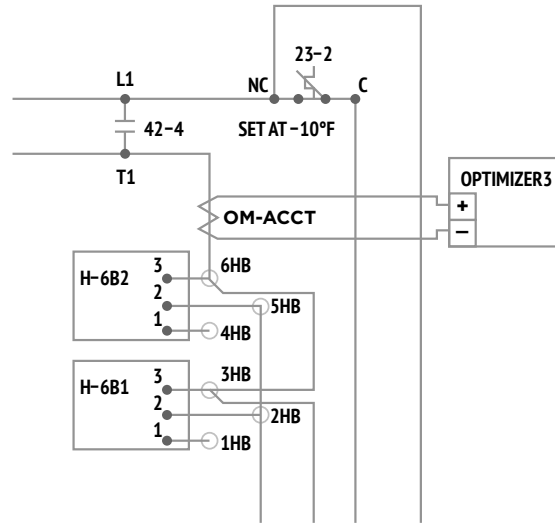 23-2
L1
NC
C
42-4
SET AT -10°F
T1
OPTIMIZER3
+
OM-ACCT
-
H-6B2
3
6HB
2
5HB
1
4HB
H-6B1
3
3HB
2
2HB
1
1HB